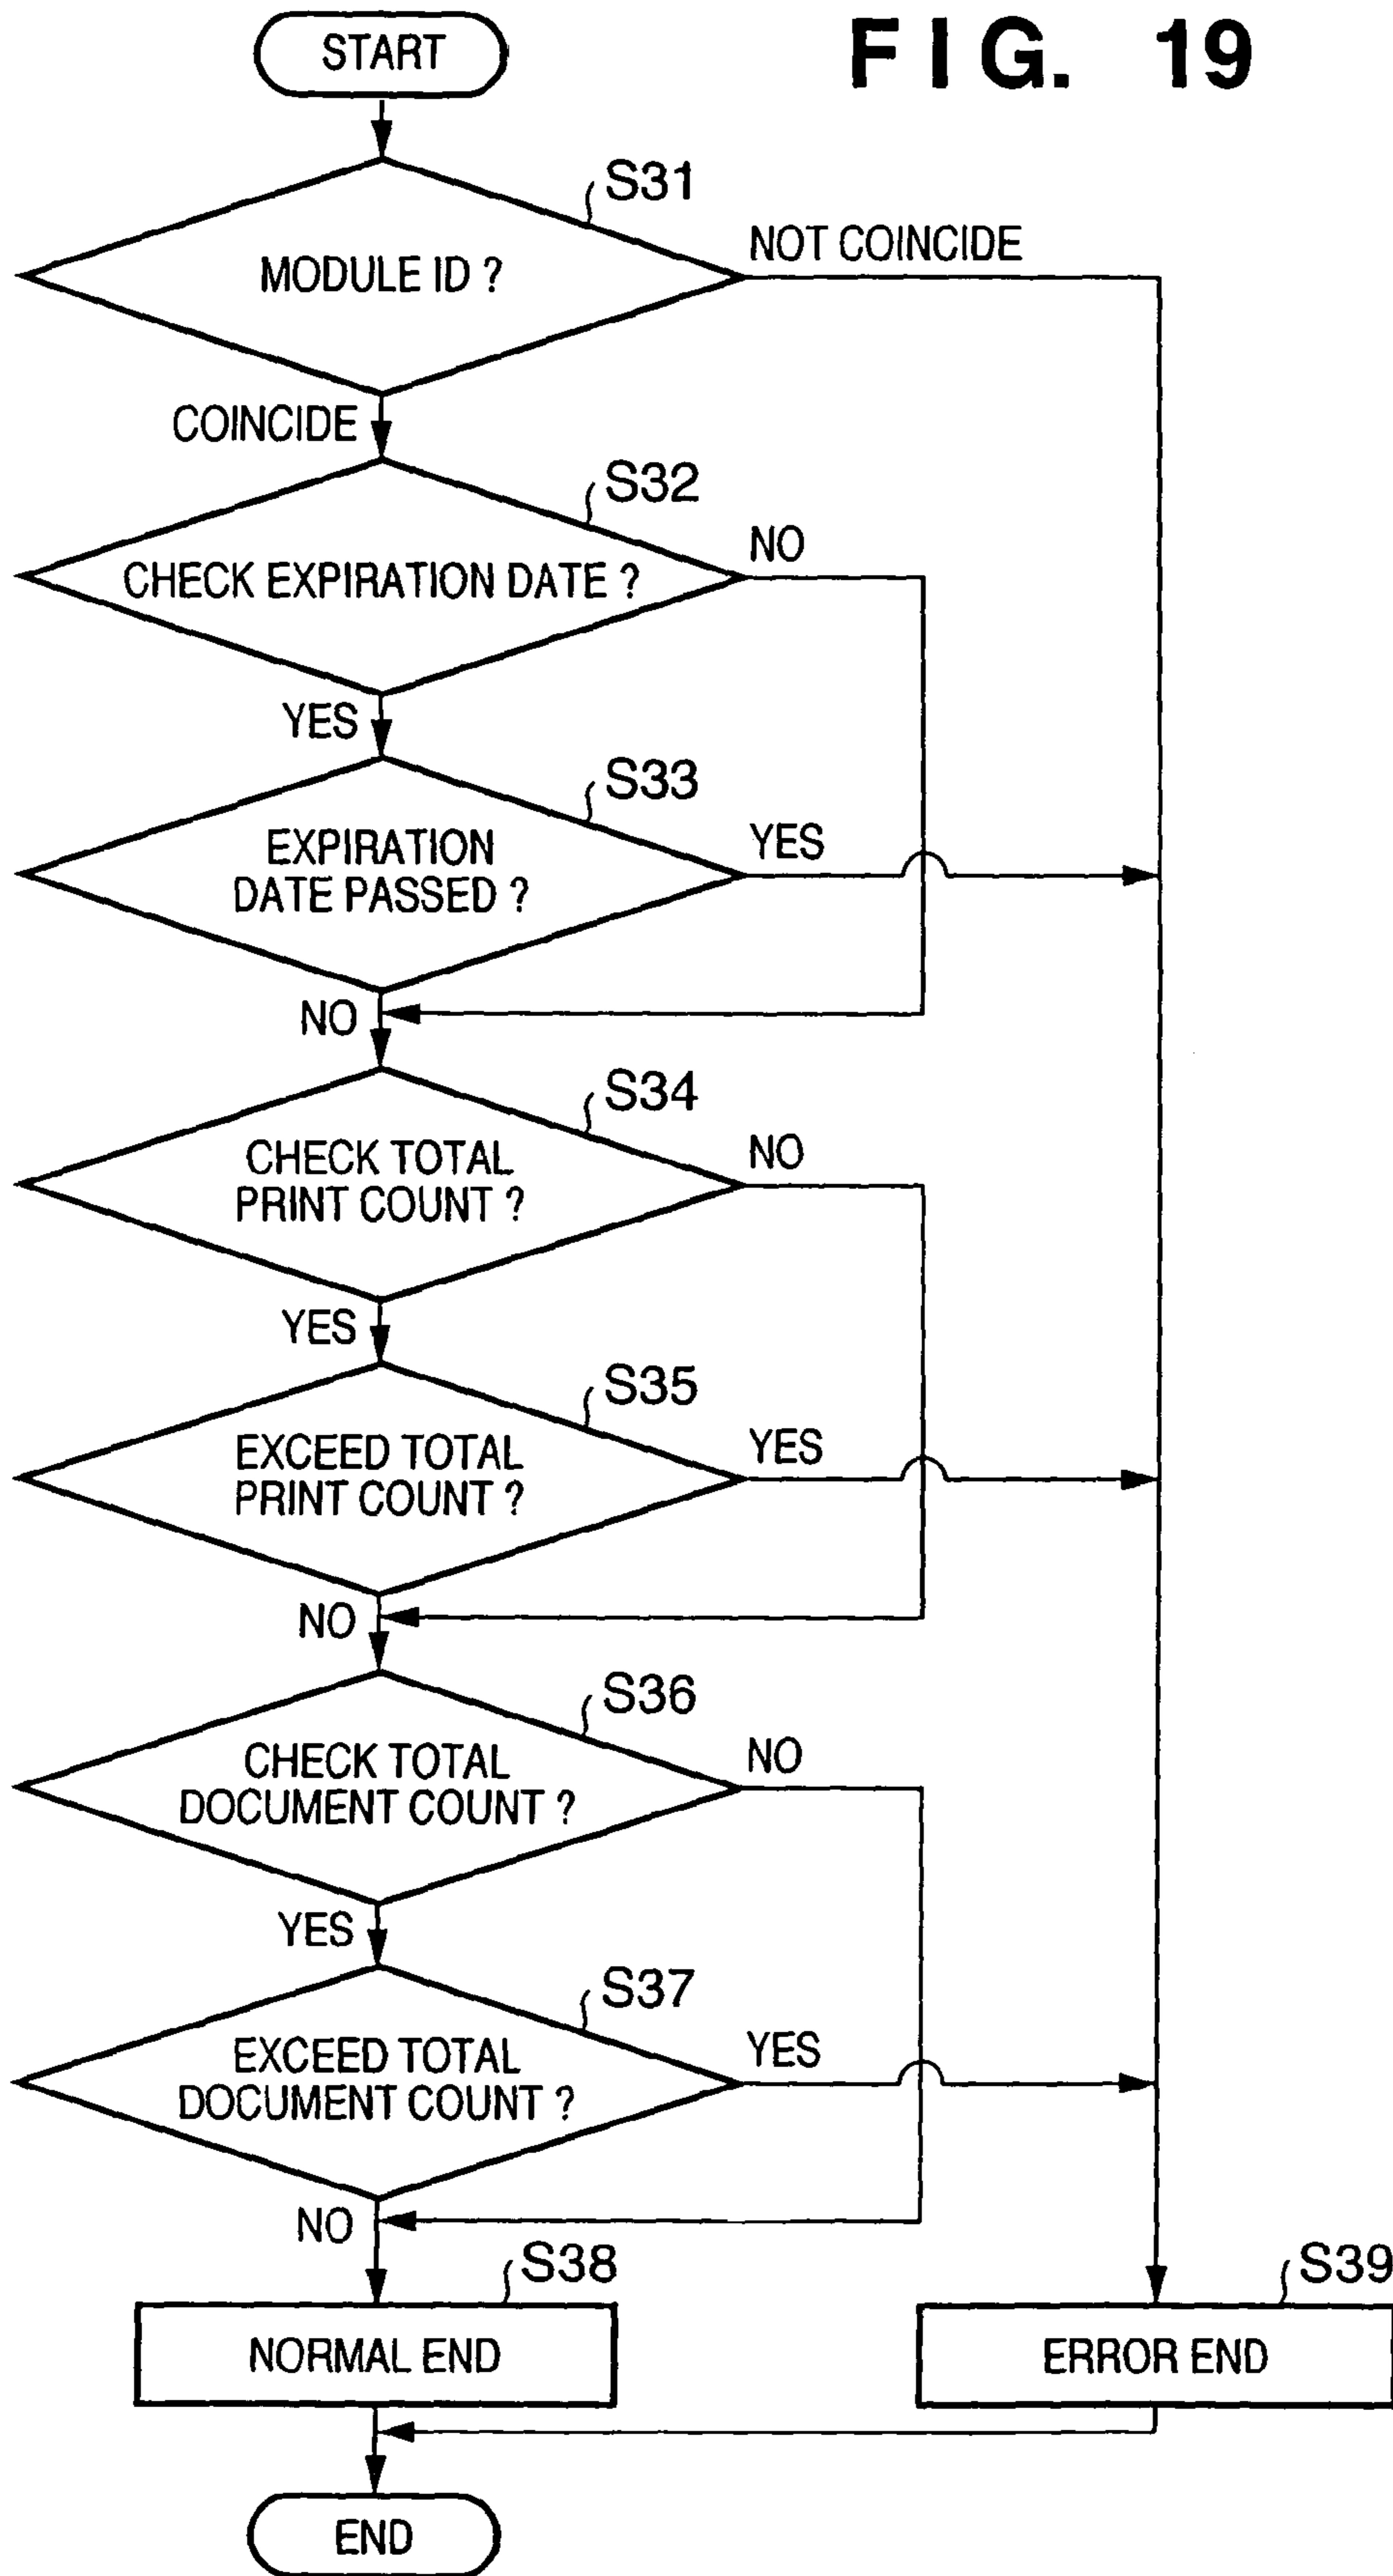 FIG. 19
START
S31
MODULE ID ?
NOT COINCIDE
COINCIDE
S32
CHECK EXPIRATION DATE ?
NO
YES
S33
EXPIRATION
DATE PASSED ?
YES
NO
S34
CHECK TOTAL
PRINT COUNT ?
NO
YES
S35
EXCEED TOTAL
PRINT COUNT ?
YES
NO
S36
CHECK TOTAL
DOCUMENT COUNT ?
NO
YES
S37
EXCEED TOTAL
DOCUMENT COUNT ?
YES
NO
S38
NORMAL END
S39
ERROR END
END